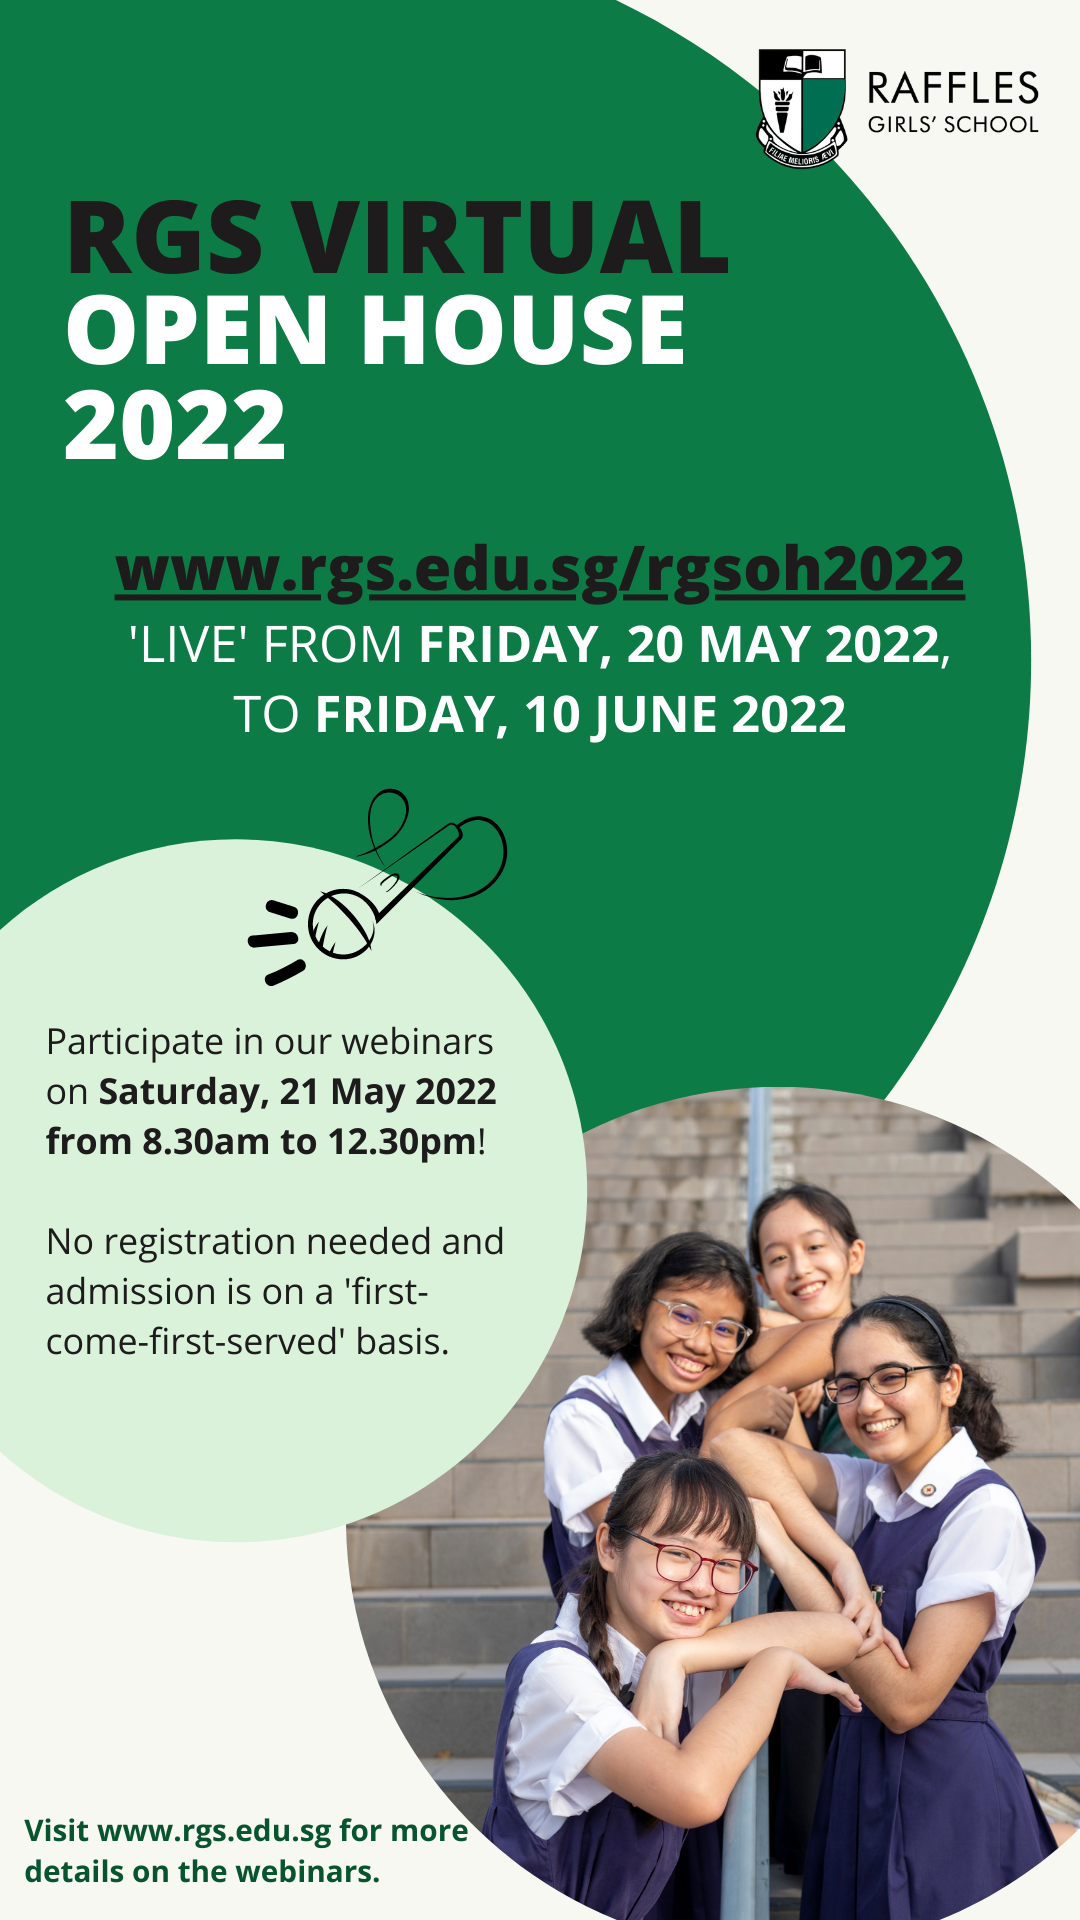 RAFFLES
GIRLS' SCHOOL
FILIAE MELIORIS ÆVI
RGS VIRTUAL
OPEN HOUSE
2022
www.rgs.edu.sg/rgsoh2022
'LIVE' FROM FRIDAY, 20 MAY 2022,
TO FRIDAY, 10 JUNE 2022
Participate in our webinars
on Saturday, 21 May 2022
from 8.30am to 12.30pm!
No registration needed and
admission is on a 'first-
come-first-served' basis.
Visit www.rgs.edu.sg for more
details on the webinars.